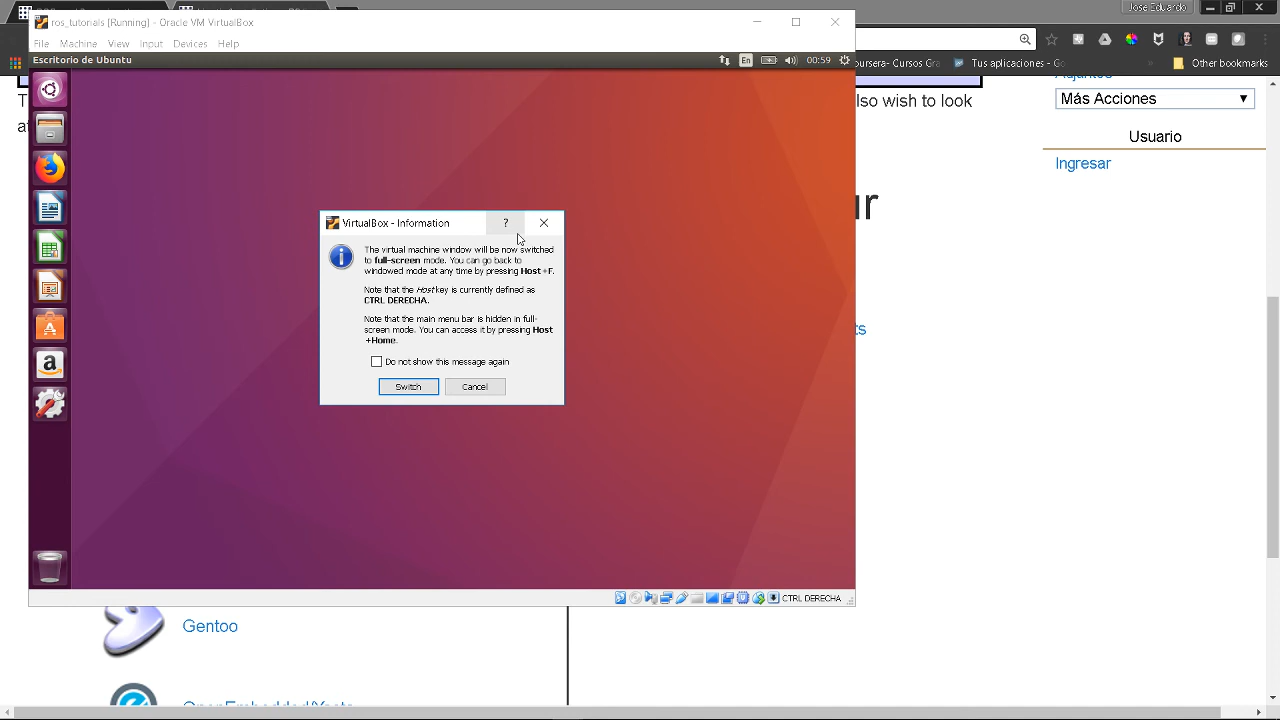 José Eduardo
ros_tutorials [Running] - Oracle VM VirtualBox
File Machine View Input Devices Help
Escritorio de Ubuntu
En
00:59
oursera- Cursos Gra
Tus aplicaciones - Go
Other bookmarks
lso wish to look
Más Acciones
Usuario
Ingresar
ur
ts
VirtualBox - Information
?
The virtual machine window will be now switched
to full-screen mode. You can go back to
windowed mode at any time by pressing Host+F.
Note that the Host key is currently defined as
CTRL DERECHA.
Note that the main menu bar is hidden in full-
screen mode. You can access it by pressing Host
+Home.
Do not show this message again
Switch
Cancel
CTRL DERECHA
Gentoo